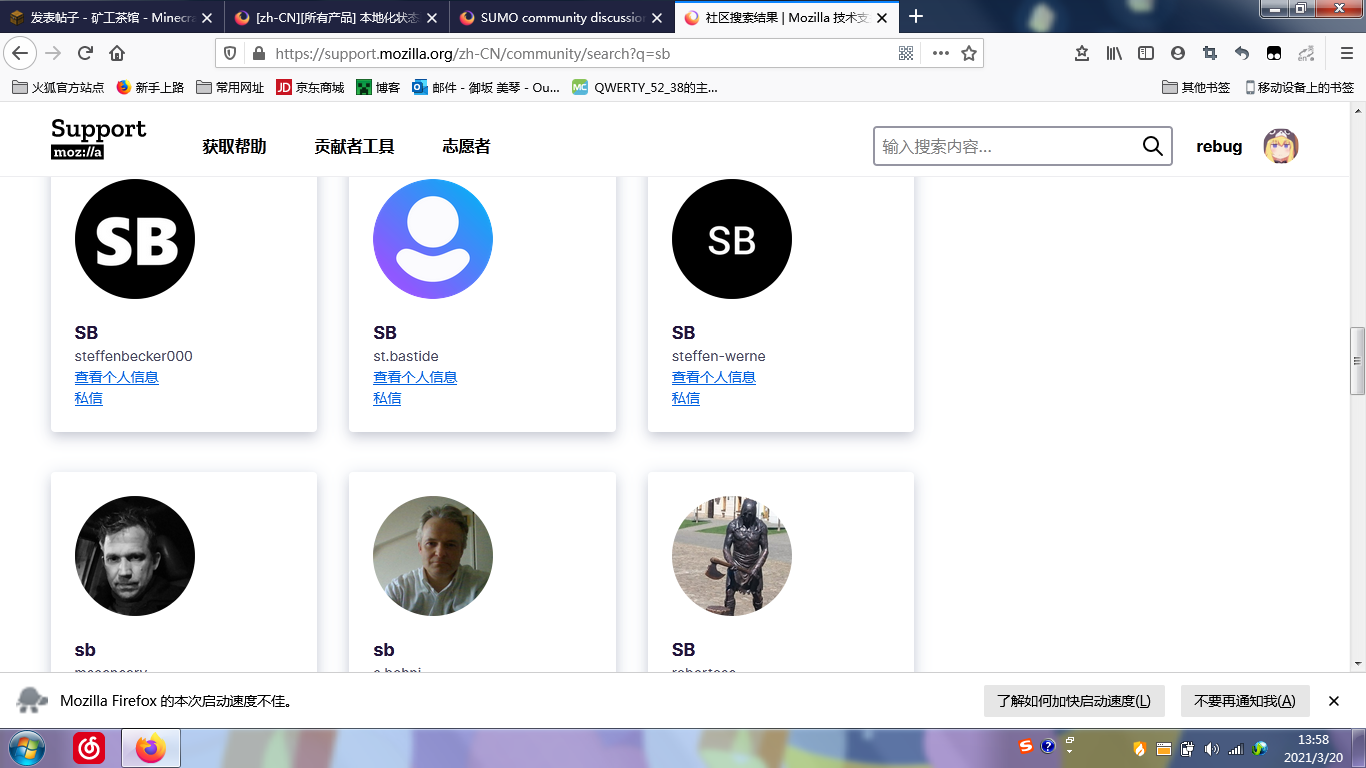 发表帖子 - 矿工茶馆 - Minecra
[zh-CN][所有产品] 本地化状态
SUMO community discussion
社区搜索结果 | Mozilla 技术支
https://support.mozilla.org/zh-CN/community/search?q=sb
火狐官方站点 新手上路 常用网址 JD 京东商城 博客 邮件 - 御坂 美琴 - Ou... MC QWERTY_52_38的主... 其他书签 移动设备上的书签
Support
moz://a
获取帮助 贡献者工具 志愿者 输入搜索内容... rebug
SB
SB
SB
steffenbecker000
查看个人信息
私信
SB
st.bastide
查看个人信息
私信
SB
SB
steffen-werne
查看个人信息
私信
sb
sb
SB
Mozilla Firefox 的本次启动速度不佳。 了解如何加快启动速度(L) 不要再通知我(A)
13:58
2021/3/20